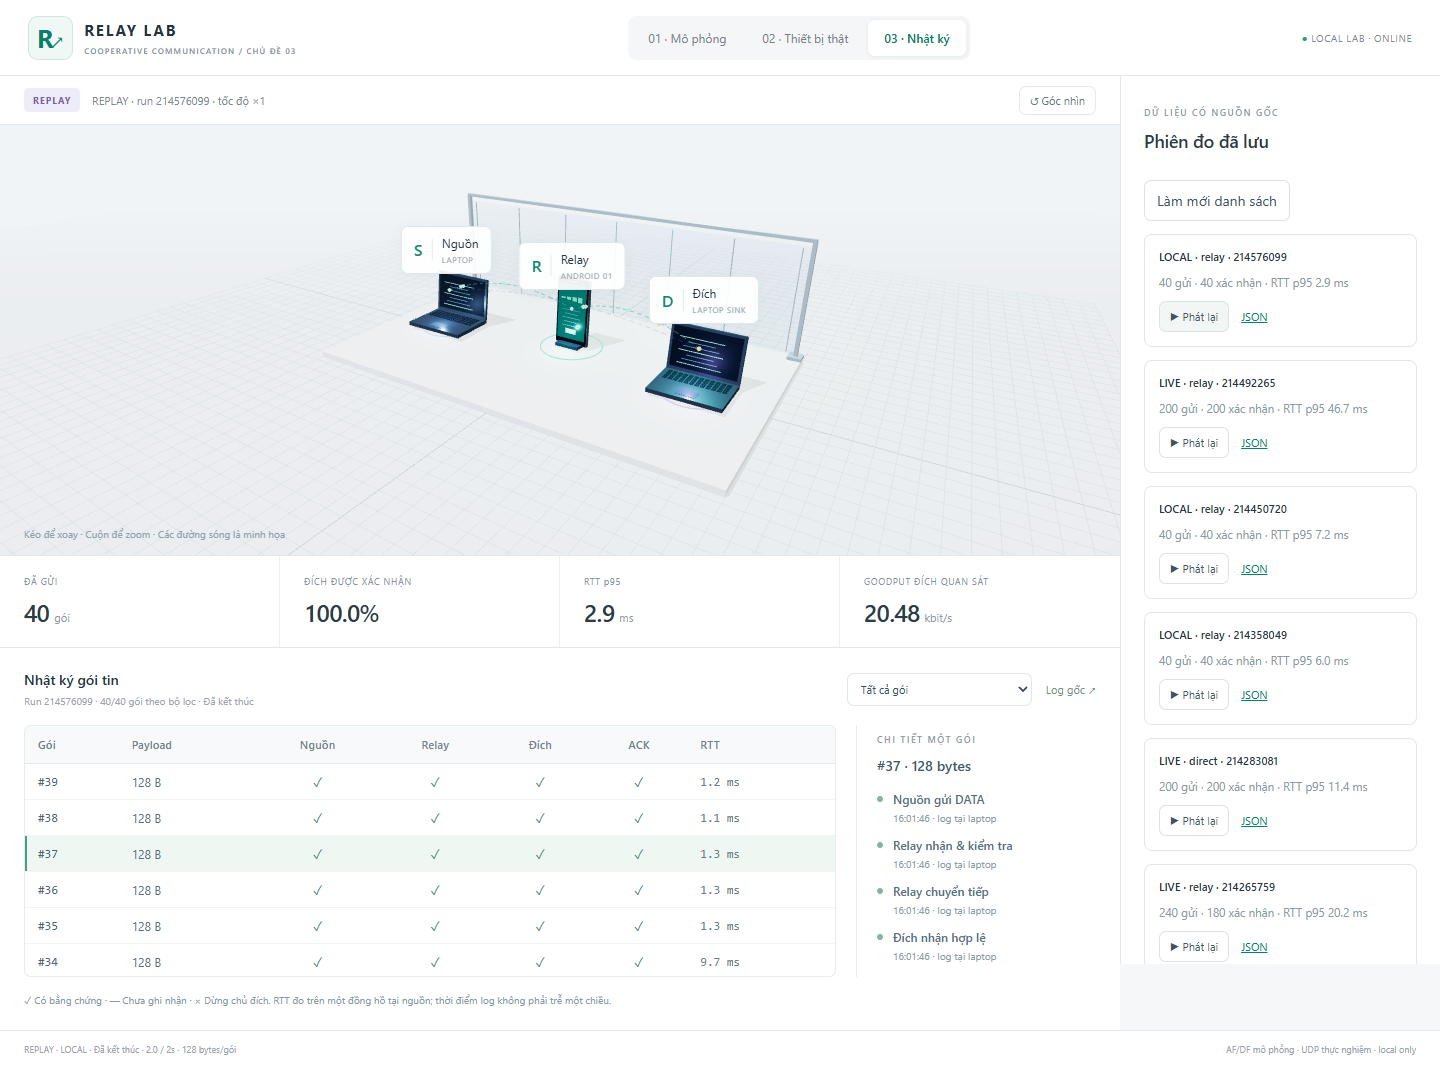 R↗
RELAY LAB
COOPERATIVE COMMUNICATION / CHỦ ĐỀ 03
01 · Mô phỏng
02 · Thiết bị thật
03 · Nhật ký
LOCAL LAB · ONLINE
REPLAY
REPLAY · run 214576099 · tốc độ ×1
↺ Góc nhìn
S
Nguồn
LAPTOP
R
Relay
ANDROID 01
D
Đích
LAPTOP SINK
Kéo để xoay · Cuộn để zoom · Các đường sóng là minh họa
ĐÃ GỬI
40 gói
ĐÍCH ĐƯỢC XÁC NHẬN
100.0%
RTT p95
2.9 ms
GOODPUT ĐÍCH QUAN SÁT
20.48 kbit/s
Nhật ký gói tin
Run 214576099 · 40/40 gói theo bộ lọc · Đã kết thúc
Tất cả gói
Log gốc ↗
Gói Payload Nguồn Relay Đích ACK RTT
#39 128 B ✓ ✓ ✓ ✓ 1.2 ms
#38 128 B ✓ ✓ ✓ ✓ 1.1 ms
#37 128 B ✓ ✓ ✓ ✓ 1.3 ms
#36 128 B ✓ ✓ ✓ ✓ 1.3 ms
#35 128 B ✓ ✓ ✓ ✓ 1.3 ms
#34 128 B ✓ ✓ ✓ ✓ 9.7 ms
CHI TIẾT MỘT GÓI
#37 · 128 bytes
Nguồn gửi DATA
16:01:46 · log tại laptop
Relay nhận & kiểm tra
16:01:46 · log tại laptop
Relay chuyển tiếp
16:01:46 · log tại laptop
Đích nhận hợp lệ
16:01:46 · log tại laptop
✓ Có bằng chứng · — Chưa ghi nhận · × Dừng chủ đích. RTT đo trên một đồng hồ tại nguồn; thời điểm log không phải trễ một chiều.
DỮ LIỆU CÓ NGUỒN GỐC
Phiên đo đã lưu
Làm mới danh sách
LOCAL · relay · 214576099
40 gửi · 40 xác nhận · RTT p95 2.9 ms
▶ Phát lại JSON
LIVE · relay · 214492265
200 gửi · 200 xác nhận · RTT p95 46.7 ms
▶ Phát lại JSON
LOCAL · relay · 214450720
40 gửi · 40 xác nhận · RTT p95 7.2 ms
▶ Phát lại JSON
LOCAL · relay · 214358049
40 gửi · 40 xác nhận · RTT p95 6.0 ms
▶ Phát lại JSON
LIVE · direct · 214283081
200 gửi · 200 xác nhận · RTT p95 11.4 ms
▶ Phát lại JSON
LIVE · relay · 214265759
240 gửi · 180 xác nhận · RTT p95 20.2 ms
▶ Phát lại JSON
REPLAY · LOCAL · Đã kết thúc · 2.0 / 2s · 128 bytes/gói
AF/DF mô phỏng · UDP thực nghiệm · local only